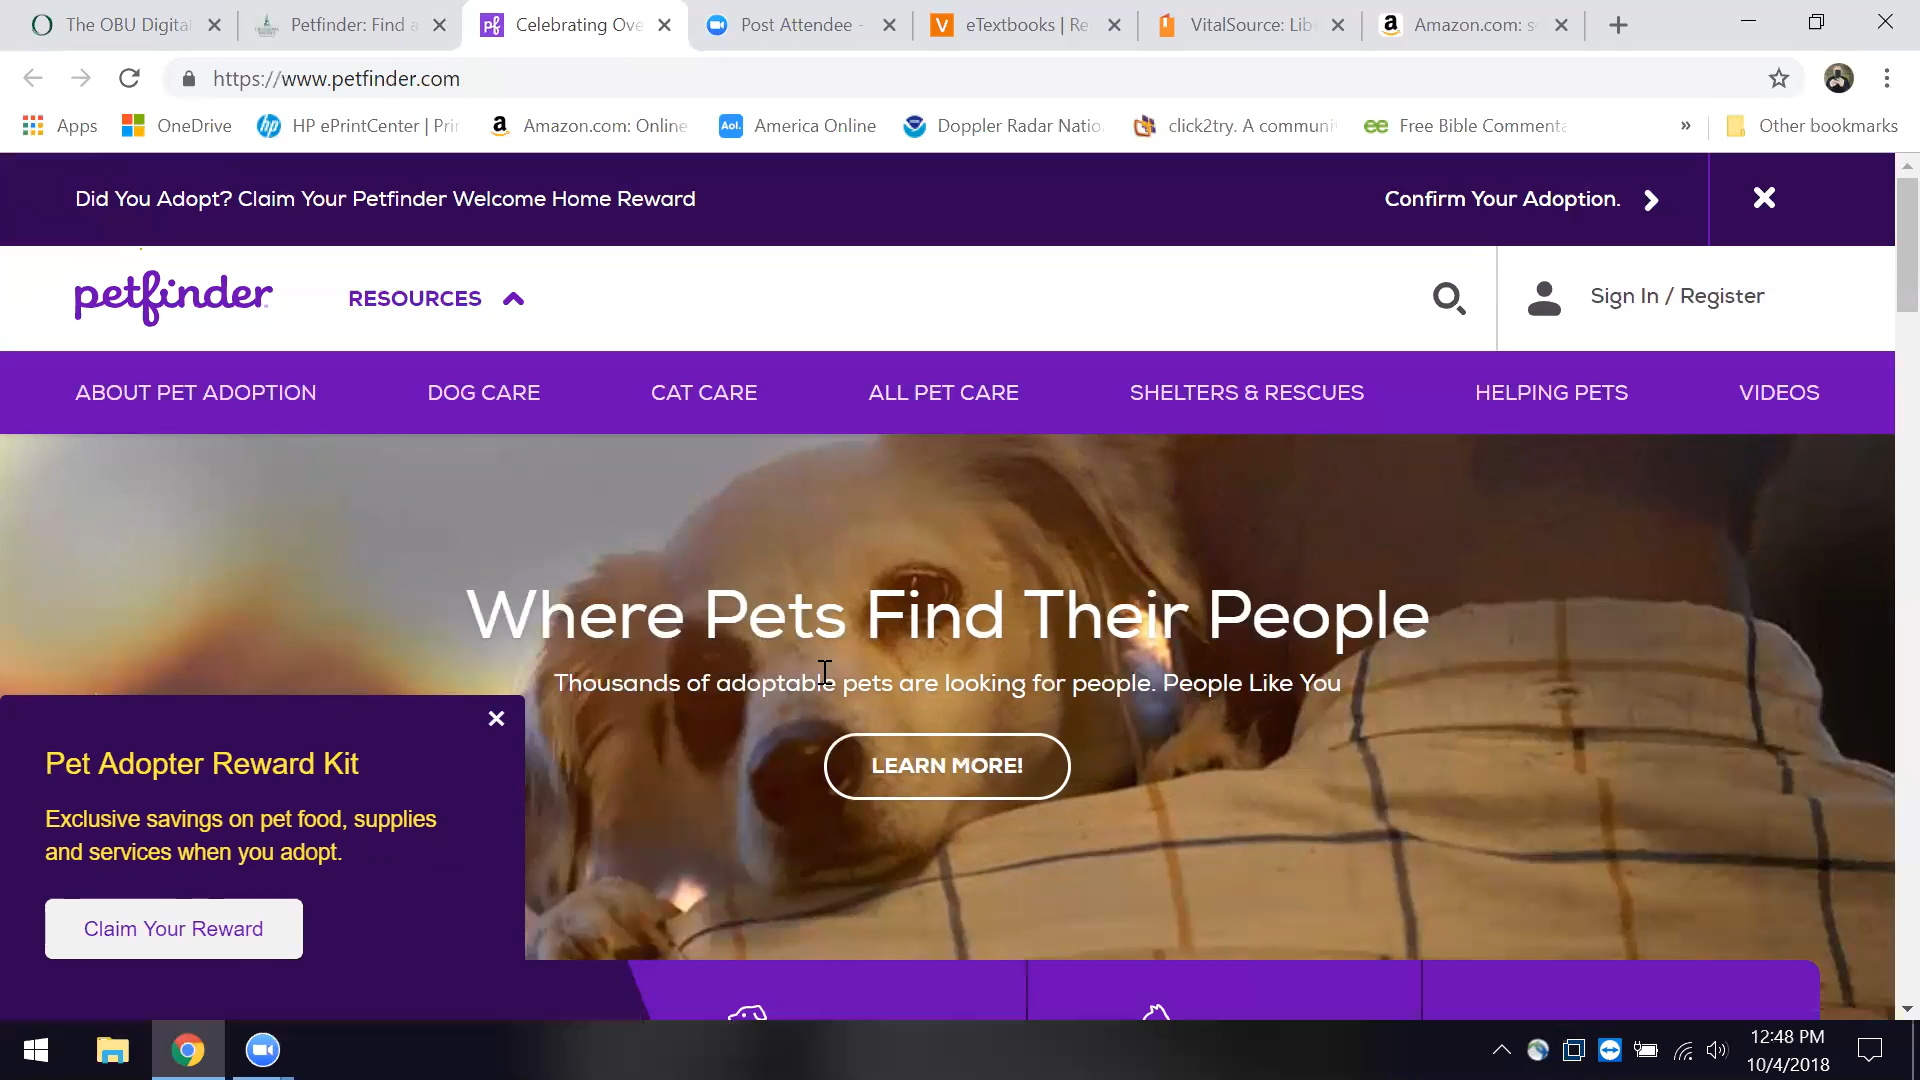 The OBU Digital
Petfinder: Find a
Celebrating Ove
Post Attendee -
eTextbooks | Re
VitalSource: Lib
Amazon.com: s
https://www.petfinder.com
Apps
OneDrive
HP ePrintCenter | Prin
Amazon.com: Online
Aol.
America Online
Doppler Radar Natio
click2try. A communi
Free Bible Commenta
»
Other bookmarks
Did You Adopt? Claim Your Petfinder Welcome Home Reward
Confirm Your Adoption.
petfinder
RESOURCES
Sign In / Register
ABOUT PET ADOPTION
DOG CARE
CAT CARE
ALL PET CARE
SHELTERS & RESCUES
HELPING PETS
VIDEOS
Where Pets Find Their People
Thousands of adoptable pets are looking for people. People Like You
LEARN MORE!
Pet Adopter Reward Kit
Exclusive savings on pet food, supplies
and services when you adopt.
Claim Your Reward
12:48 PM
10/4/2018